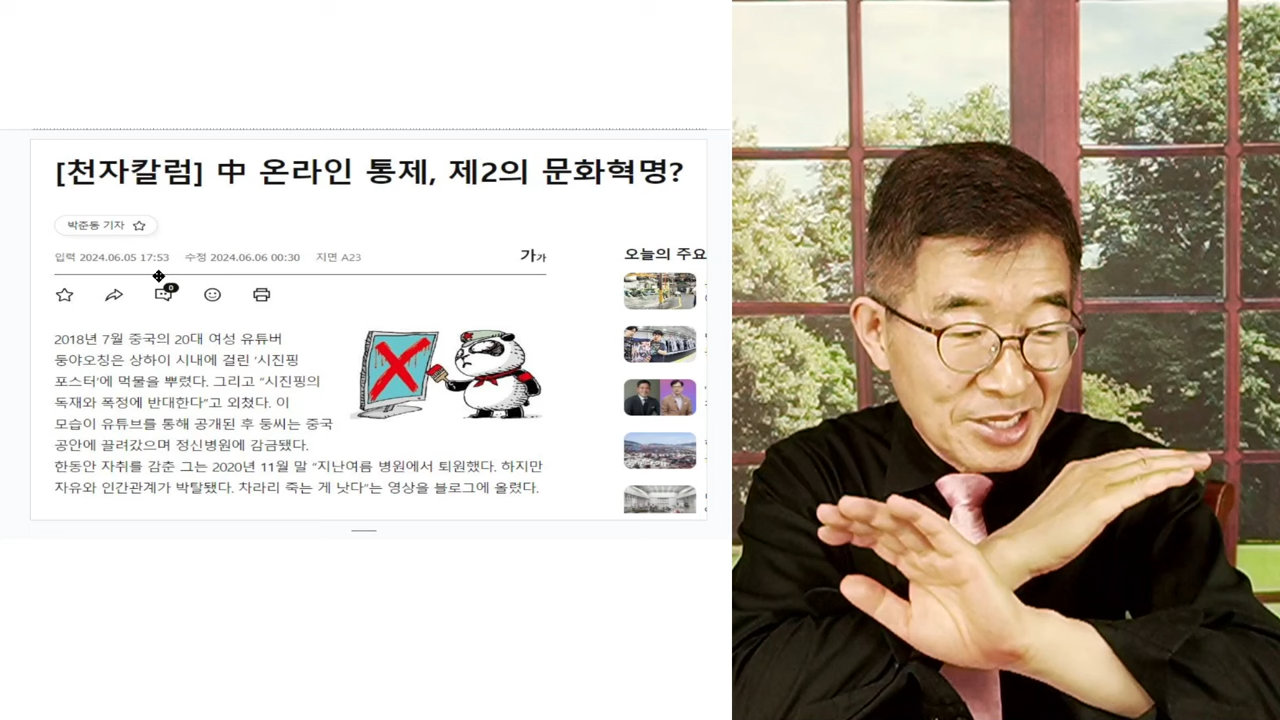 [천자칼럼] 中 온라인 통제, 제2의 문화혁명?
박준동 기자
입력 2024.06.05 17:53 수정 2024.06.06 00:30 지면 A23
가가
오늘의 주요
0
2018년 7월 중국의 20대 여성 유튜버
둥야오칭은 상하이 시내에 걸린 ‘시진핑
포스터’에 먹물을 뿌렸다. 그리고 “시진핑의
독재와 폭정에 반대한다”고 외쳤다. 이
모습이 유튜브를 통해 공개된 후 둥씨는 중국
공안에 끌려갔으며 정신병원에 감금됐다.
한동안 자취를 감춘 그는 2020년 11월 말 “지난여름 병원에서 퇴원했다. 하지만
자유와 인간관계가 박탈됐다. 차라리 죽는 게 낫다”는 영상을 블로그에 올렸다.